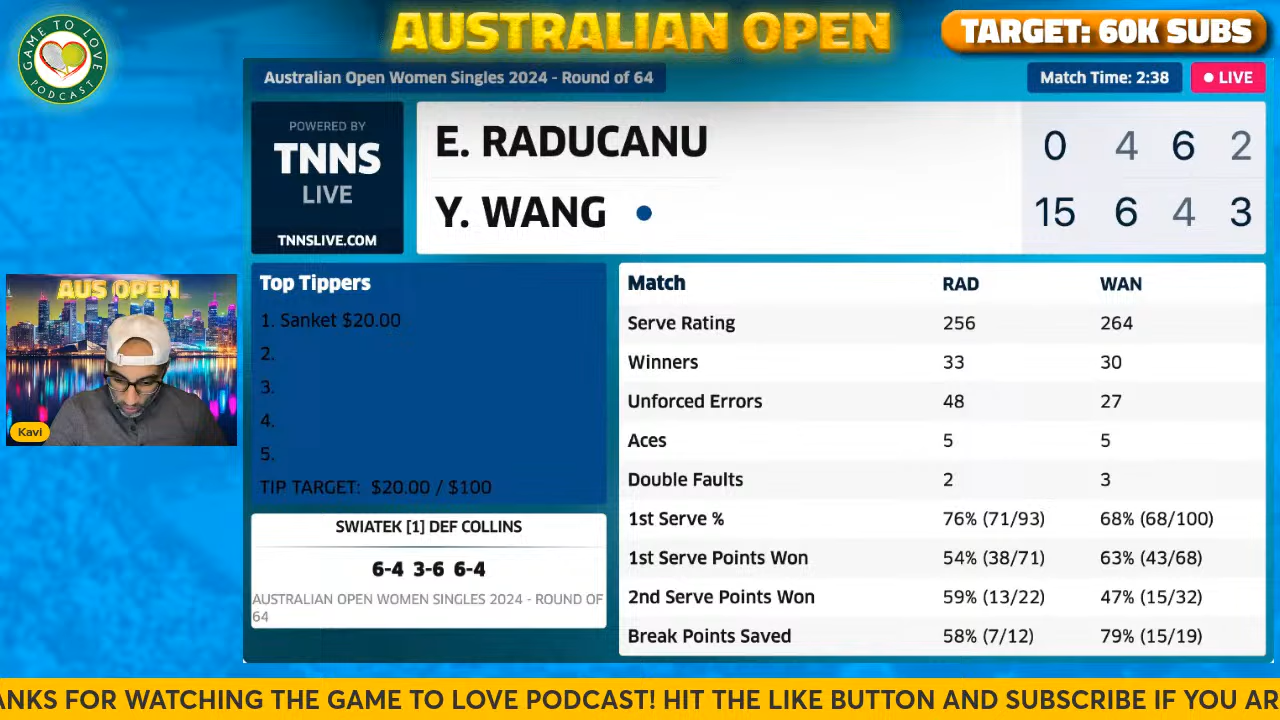 GAME TO LOVE
PODCAST
AUSTRALIAN OPEN
TARGET: 60K SUBS
Australian Open Women Singles 2024 - Round of 64
Match Time: 2:38
LIVE
POWERED BY
TNNS
LIVE
TNNSLIVE.COM
E. RADUCANU 0 4 6 2
Y. WANG 15 6 4 3
AUS OPEN
Kavi
Top Tippers
1. Sanket $20.00
2.
3.
4.
5.
TIP TARGET: $20.00 / $100
SWIATEK [1] DEF COLLINS
6-4 3-6 6-4
AUSTRALIAN OPEN WOMEN SINGLES 2024 - ROUND OF
64
Match RAD WAN
Serve Rating 256 264
Winners 33 30
Unforced Errors 48 27
Aces 5 5
Double Faults 2 3
1st Serve % 76% (71/93) 68% (68/100)
1st Serve Points Won 54% (38/71) 63% (43/68)
2nd Serve Points Won 59% (13/22) 47% (15/32)
Break Points Saved 58% (7/12) 79% (15/19)
ANKS FOR WATCHING THE GAME TO LOVE PODCAST! HIT THE LIKE BUTTON AND SUBSCRIBE IF YOU AR